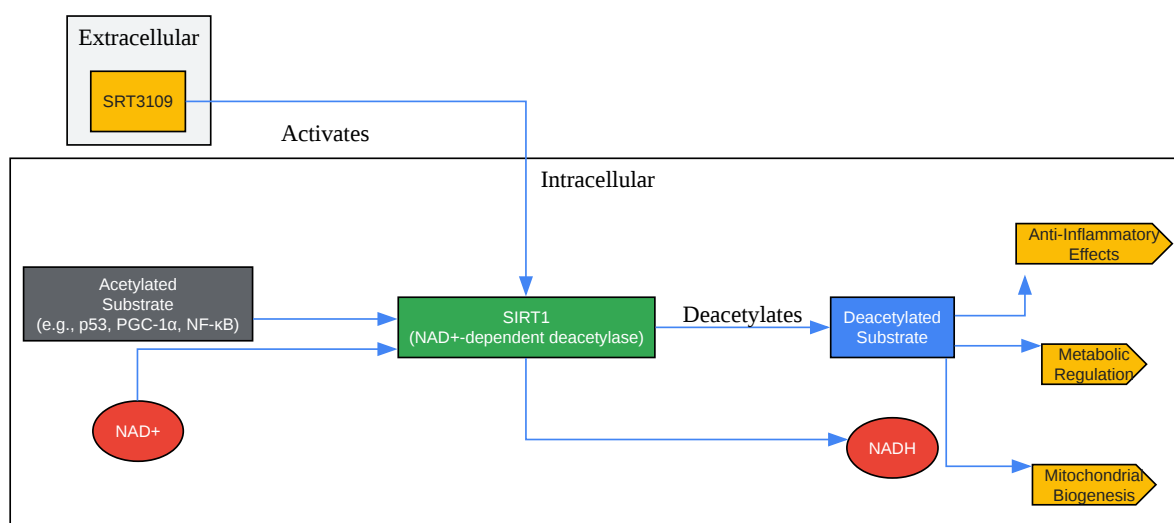 Extracellular
SRT3109
Activates
Intracellular
Anti-Inflammatory
Effects
Acetylated
Substrate
(e.g., p53, PGC-1α, NF-κB)
SIRT1
(NAD+-dependent deacetylase)
Deacetylates
Deacetylated
Substrate
Metabolic
Regulation
NAD+
NADH
Mitochondrial
Biogenesis